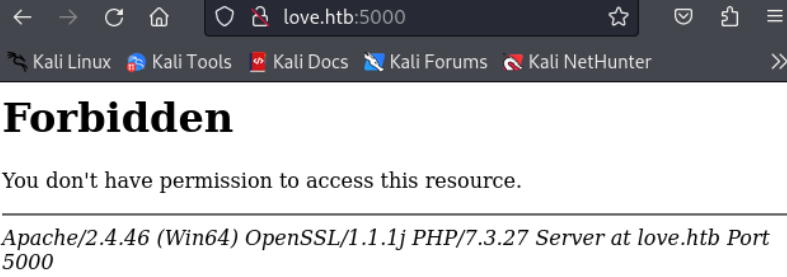 love.htb:5000
Kali Linux Kali Tools Kali Docs Kali Forums Kali NetHunter
Forbidden
You don't have permission to access this resource.
Apache/2.4.46 (Win64) OpenSSL/1.1.1j PHP/7.3.27 Server at love.htb Port
5000